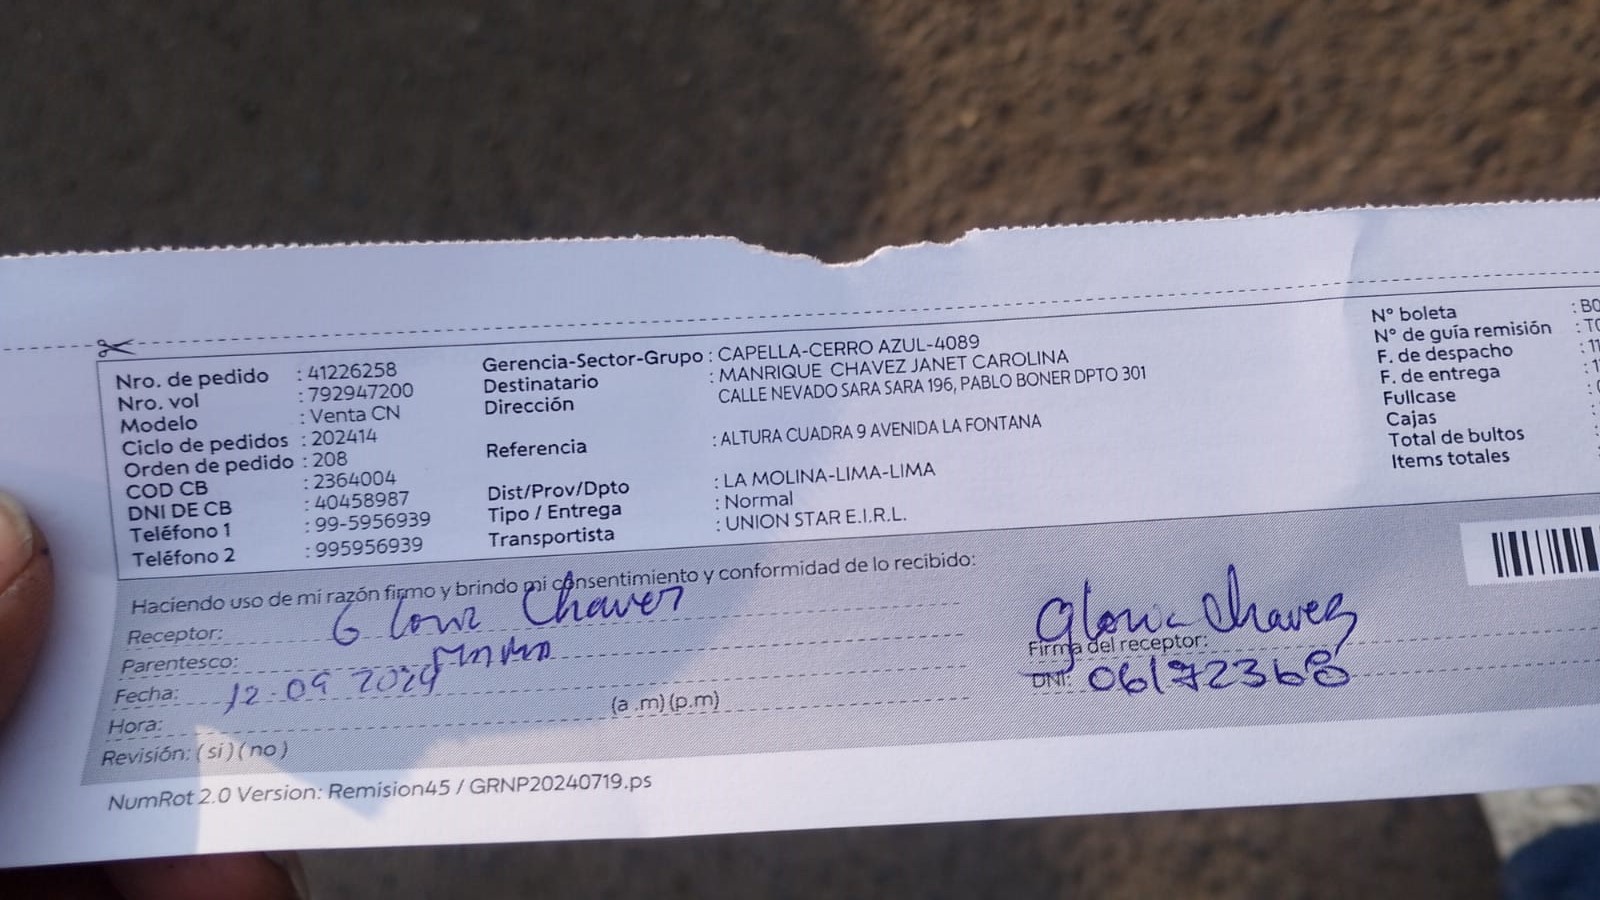 Nro. de pedido : 41226258
Nro. vol : 792947200
Modelo : Venta CN
Ciclo de pedidos : 202414
Orden de pedido : 208
COD CB : 2364004
DNI DE CB : 40458987
Teléfono 1 : 99-5956939
Teléfono 2 : 995956939
Gerencia-Sector-Grupo : CAPELLA-CERRO AZUL-4089
Destinatario : MANRIQUE CHAVEZ JANET CAROLINA
Dirección CALLE NEVADO SARA SARA 196, PABLO BONER DPTO 301
Referencia : ALTURA CUADRA 9 AVENIDA LA FONTANA
Dist/Prov/Dpto : LA MOLINA-LIMA-LIMA
Tipo / Entrega : Normal
Transportista : UNION STAR E.I.R.L.
N° boleta : BO
N° de guía remisión
F. de despacho : 11
F. de entrega
Fullcase
Cajas
Total de bultos
Items totales
Haciendo uso de mi razón firmo y brindo mi consentimiento y conformidad de lo recibido:
Receptor: Gloria Chavez
Parentesco:
Fecha: 12-09 2024
Hora: (a .m) (p.m)
Revisión: ( si ) ( no )
Gloria Chavez
Firma del receptor:
DNI: 06172368
NumRot 2.0 Version: Remision45 / GRNP20240719.ps